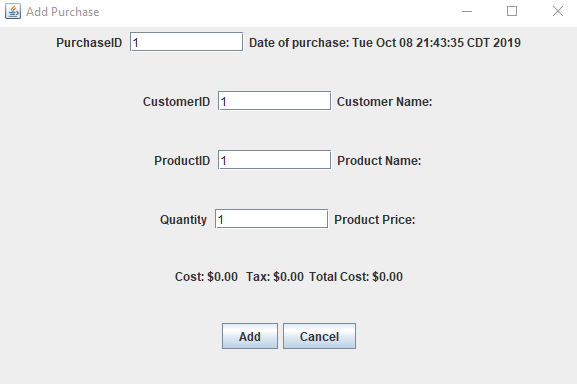 Add Purchase
PurchaseID 1 Date of purchase: Tue Oct 08 21:43:35 CDT 2019
CustomerID 1 Customer Name:
ProductID 1 Product Name:
Quantity 1 Product Price:
Cost: $0.00 Tax: $0.00 Total Cost: $0.00
Add Cancel